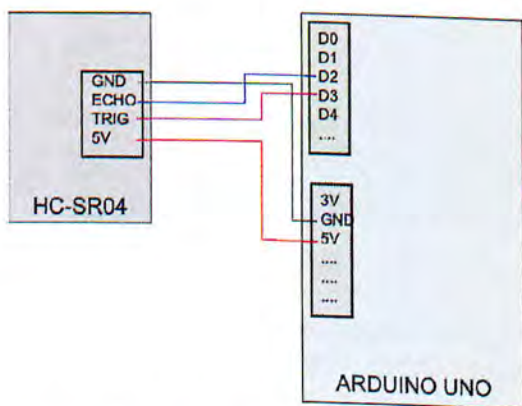 GND
ECHO
TRIG
5V
HC-SR04
D0
D1
D2
D3
D4
....
3V
GND
5V
....
....
....
ARDUINO UNO